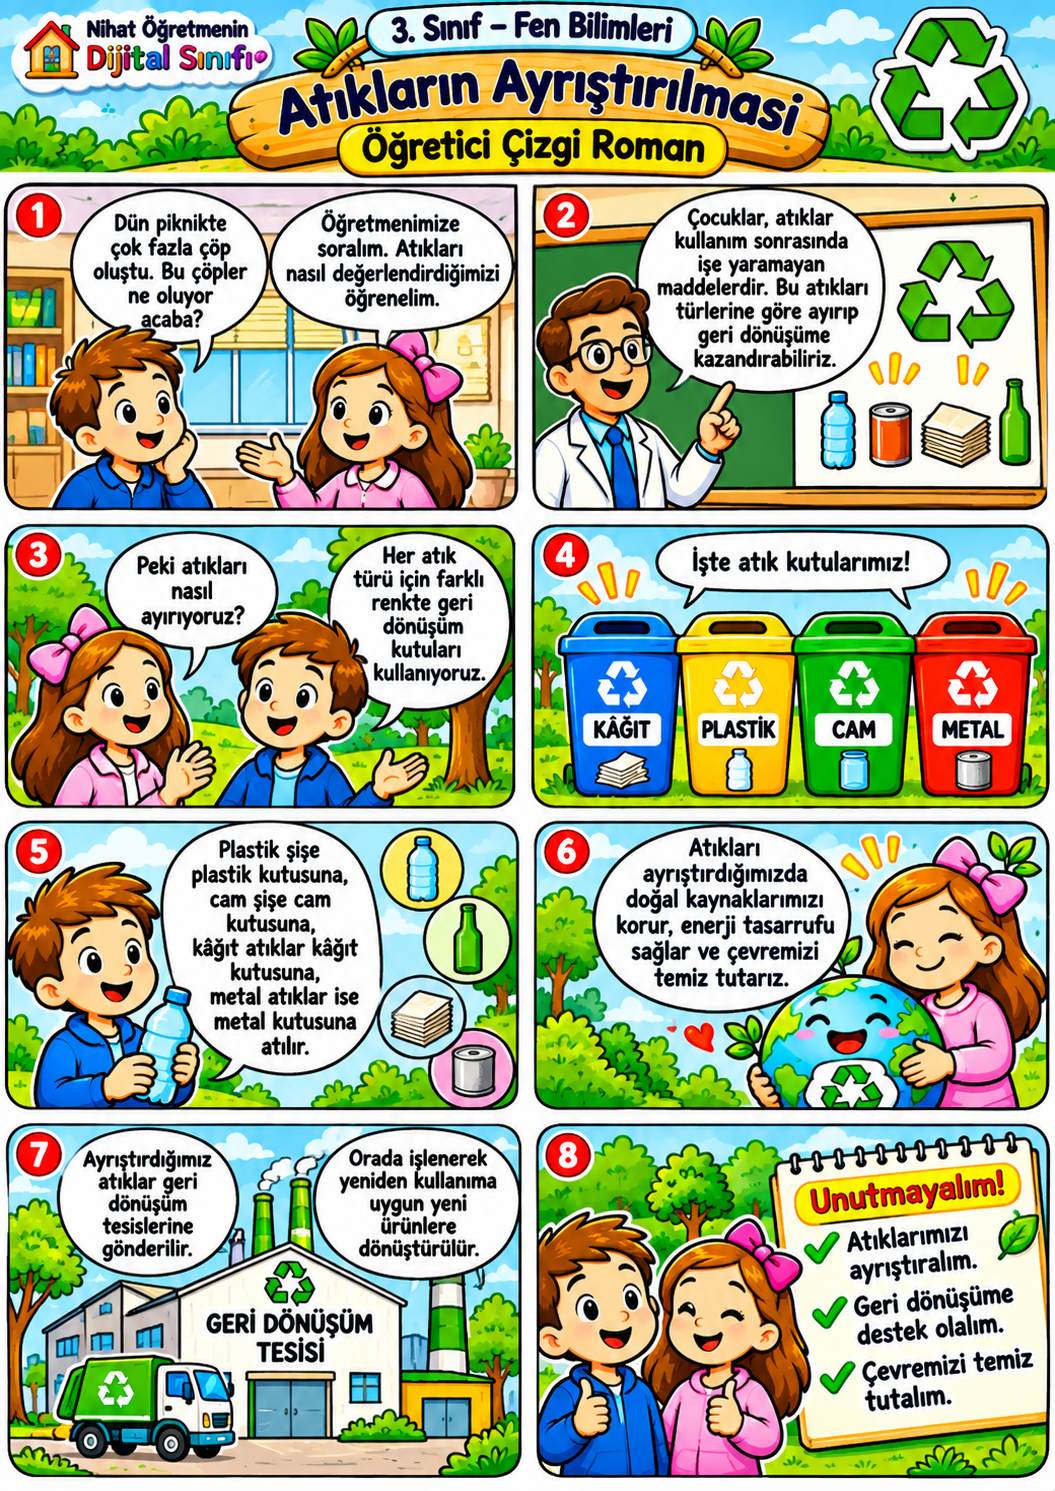 Nihat Öğretmenin
Dijital Sınıfı
3. Sınıf – Fen Bilimleri
Atıkların Ayrıştırılması
Öğretici Çizgi Roman
1
Dün piknikte
çok fazla çöp
oluştu. Bu çöpler
ne oluyor
acaba?
Öğretmenimize
soralım. Atıkları
nasıl değerlendirdiğimizi
öğrenelim.
2
Çocuklar, atıklar
kullanım sonrasında
işe yaramayan
maddelerdir. Bu atıkları
türlerine göre ayırıp
geri dönüşüme
kazandırabiliriz.
3
Peki atıkları
nasıl
ayırıyoruz?
Her atık
türü için farklı
renkte geri
dönüşüm
kutuları
kullanıyoruz.
4
İşte atık kutularımız!
KÂĞIT
PLASTİK
CAM
METAL
5
Plastik şişe
plastik kutusuna,
cam şişe cam
kutusuna,
kâğıt atıklar kâğıt
kutusuna,
metal atıklar ise
metal kutusuna
atılır.
6
Atıkları
ayrıştırdığımızda
doğal kaynaklarımızı
korur, enerji tasarrufu
sağlar ve çevremizi
temiz tutarız.
7
Ayrıştırdığımız
atıklar geri
dönüşüm
tesislerine
gönderilir.
Orada işlenerek
yeniden kullanıma
uygun yeni
ürünlere
dönüştürülür.
GERİ DÖNÜŞÜM
TESİSİ
8
Unutmayalım!
Atıklarımızı
ayrıştıralım.
Geri dönüşüme
destek olalım.
Çevremizi temiz
tutalım.